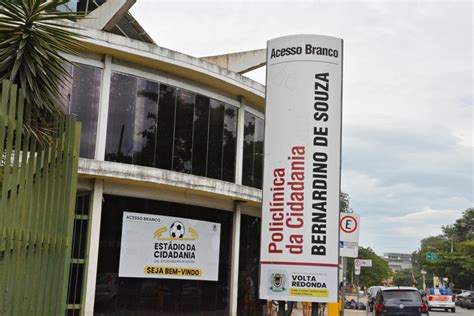 Acesso Branco
Policlínica
da Cidadania
BERNARDINO DE SOUZA
VOLTA
REDONDA
ACESSO BRANCO
ESTÁDIO DA
CIDADANIA
SEJA BEM-VINDO!
E